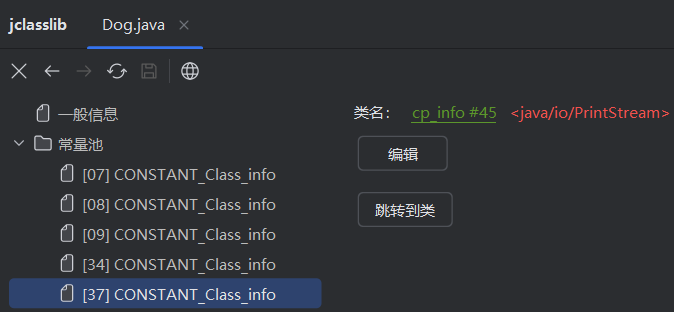 jclasslib Dog.java
一般信息
常量池
[07] CONSTANT_Class_info
[08] CONSTANT_Class_info
[09] CONSTANT_Class_info
[34] CONSTANT_Class_info
[37] CONSTANT_Class_info
类名： cp_info #45 <java/io/PrintStream>
编辑
跳转到类